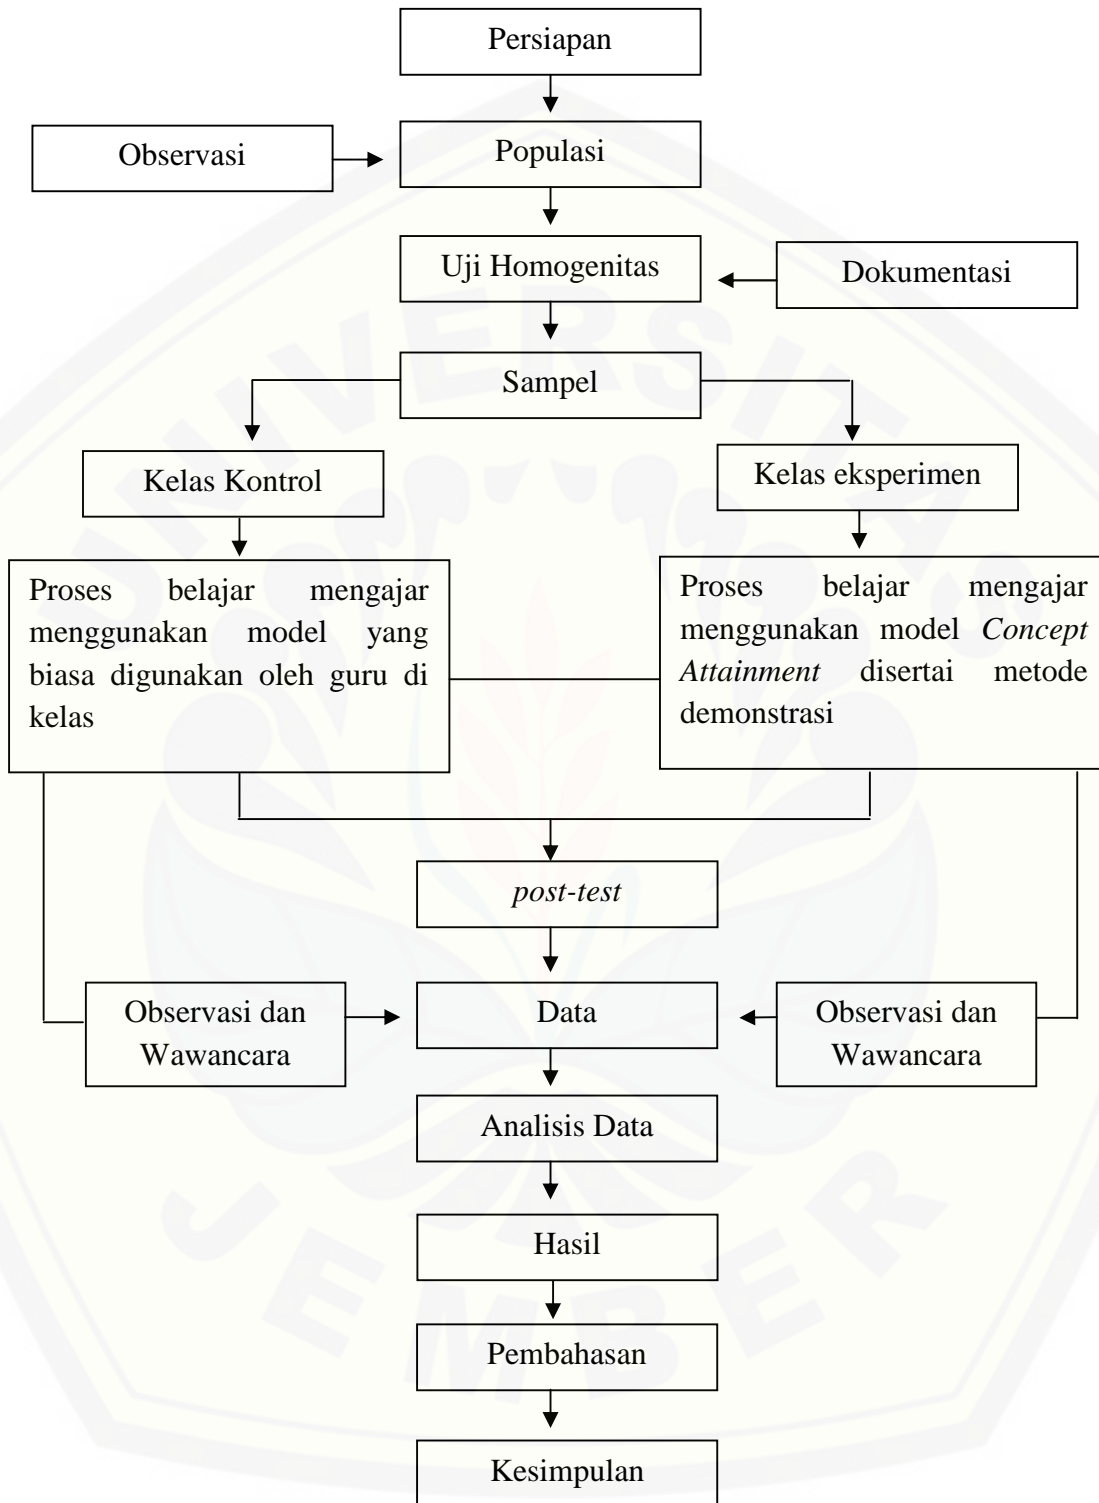 Persiapan
Observasi
Populasi
Uji Homogenitas
Dokumentasi
Sampel
Kelas Kontrol
Kelas eksperimen
Proses belajar mengajar
menggunakan model yang
biasa digunakan oleh guru di
kelas
Proses belajar mengajar
menggunakan model Concept
Attainment disertai metode
demonstrasi
post-test
Observasi dan
Wawancara
Data
Observasi dan
Wawancara
Analisis Data
Hasil
Pembahasan
Kesimpulan
UNIVERSITAS
JEMBER